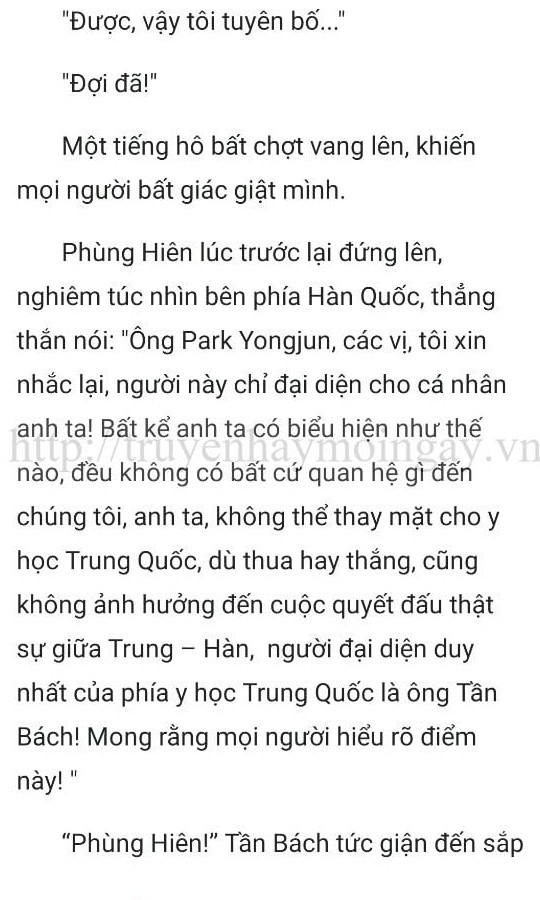 "Được, vậy tôi tuyên bố..."
"Đợi đã!"
Một tiếng hô bất chợt vang lên, khiến
mọi người bất giác giật mình.
Phùng Hiên lúc trước lại đứng lên,
nghiêm túc nhìn bên phía Hàn Quốc, thẳng
thắn nói: "Ông Park Yongjun, các vị, tôi xin
nhắc lại, người này chỉ đại diện cho cá nhân
anh ta! Bất kể anh ta có biểu hiện như thế
http://truyenhaymoingay.vn
nào, đều không có bất cứ quan hệ gì đến
chúng tôi, anh ta, không thể thay mặt cho y
học Trung Quốc, dù thua hay thắng, cũng
không ảnh hưởng đến cuộc quyết đấu thật
sự giữa Trung – Hàn, người đại diện duy
nhất của phía y học Trung Quốc là ông Tần
Bách! Mong rằng mọi người hiểu rõ điểm
này! "
“Phùng Hiên!” Tần Bách tức giận đến sắp